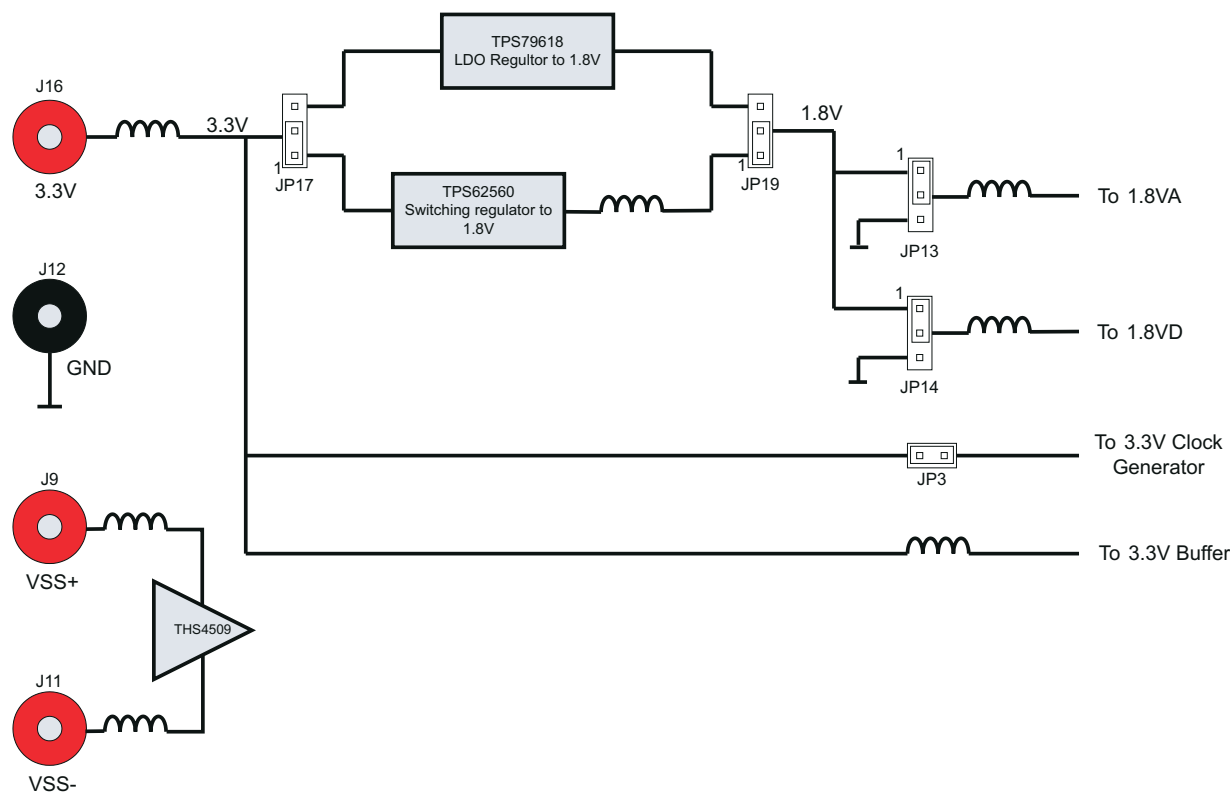 TPS79618
LDO Regultor to 1.8V
J16
3.3V
1.8V
3.3V
1
JP17
1
JP19
TPS62560
Switching regulator to
1.8V
1
To 1.8VA
JP13
J12
GND
1
To 1.8VD
JP14
To 3.3V Clock
Generator
JP3
J9
VSS+
To 3.3V Buffer
THS4509
J11
VSS-